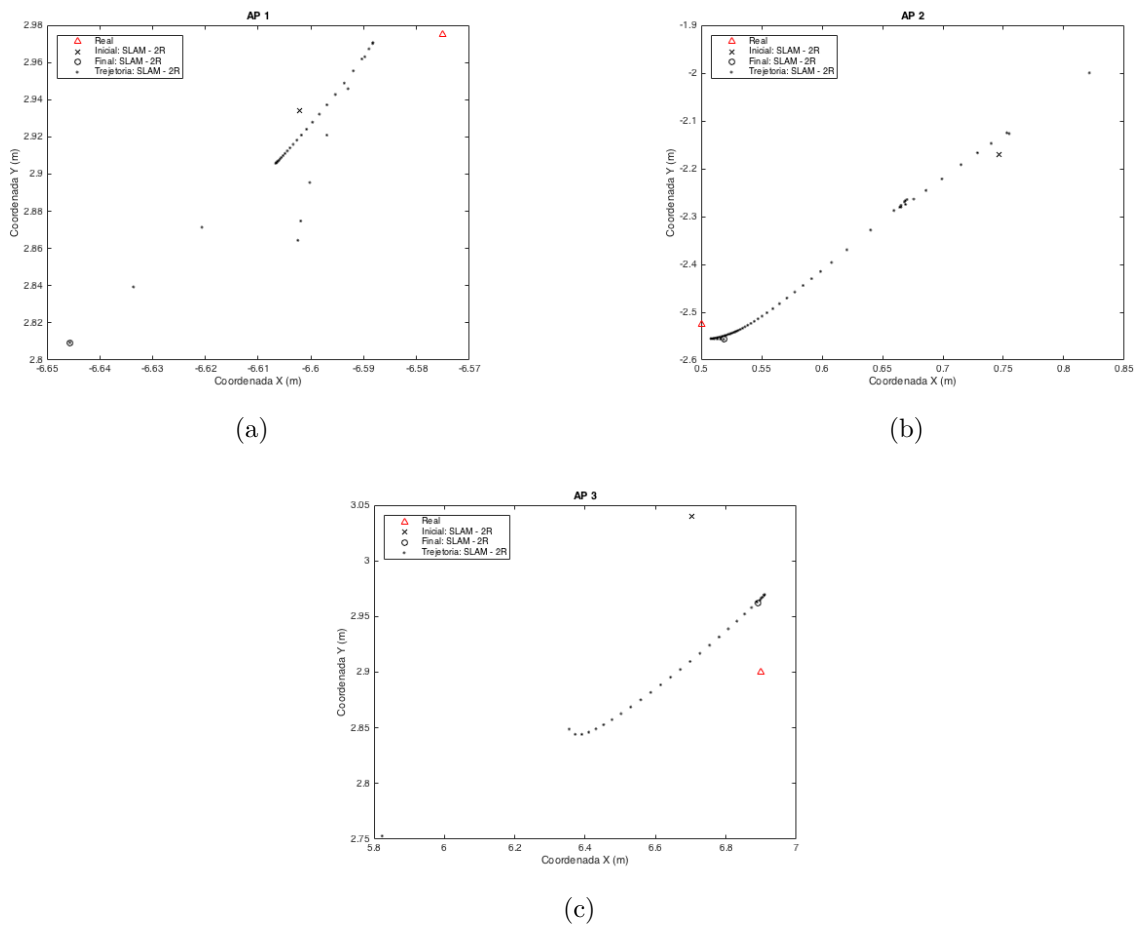 AP 1
2.98
2.96
2.94
2.92
2.9
2.88
2.86
2.84
2.82
2.8
Coordenada Y (m)
Real
Inicial: SLAM - 2R
Final: SLAM - 2R
Trejetoria: SLAM - 2R
-6.65 -6.64 -6.63 -6.62 -6.61 -6.6 -6.59 -6.58 -6.57
Coordenada X (m)
(a)
AP 2
-1.9
-2
-2.1
-2.2
-2.3
-2.4
-2.5
-2.6
Coordenada Y (m)
Real
Inicial: SLAM - 2R
Final: SLAM - 2R
Trejetoria: SLAM - 2R
0.5 0.55 0.6 0.65 0.7 0.75 0.8 0.85
Coordenada X (m)
(b)
AP 3
3.05
3
2.95
2.9
2.85
2.8
2.75
Coordenada Y (m)
Real
Inicial: SLAM - 2R
Final: SLAM - 2R
Trejetoria: SLAM - 2R
5.8 6 6.2 6.4 6.6 6.8 7
Coordenada X (m)
(c)